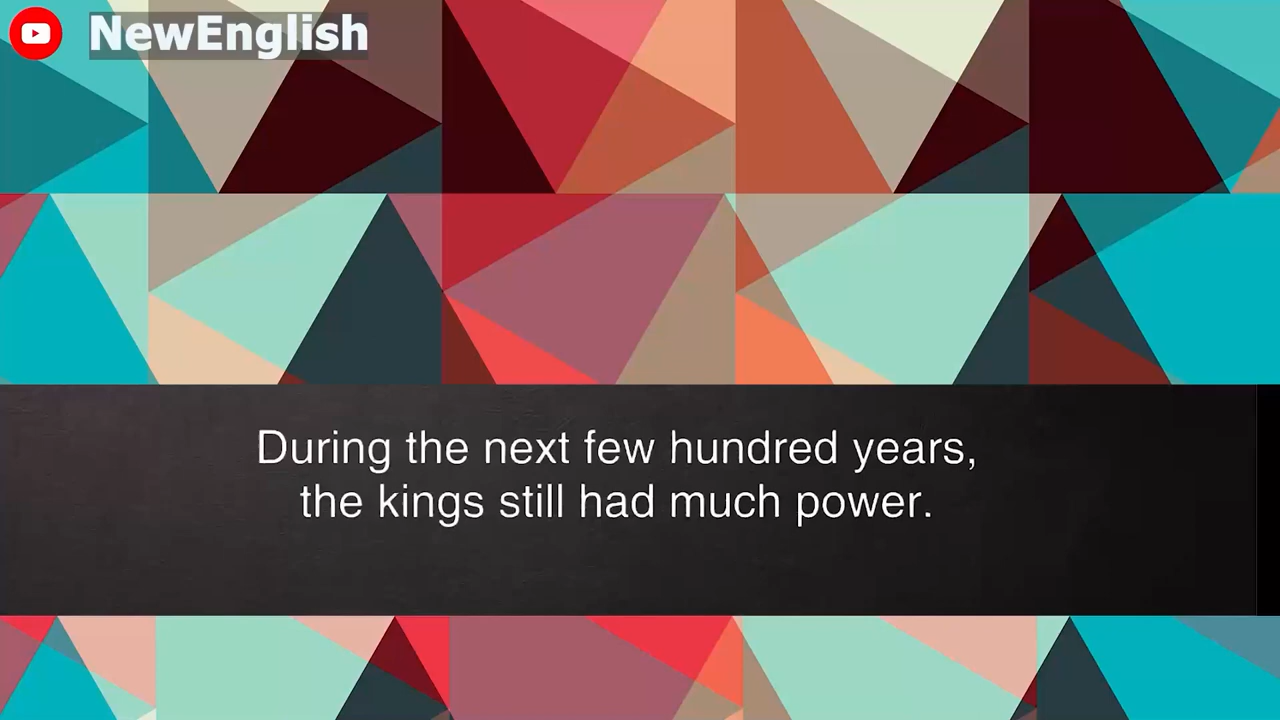 NewEnglish
During the next few hundred years,
the kings still had much power.